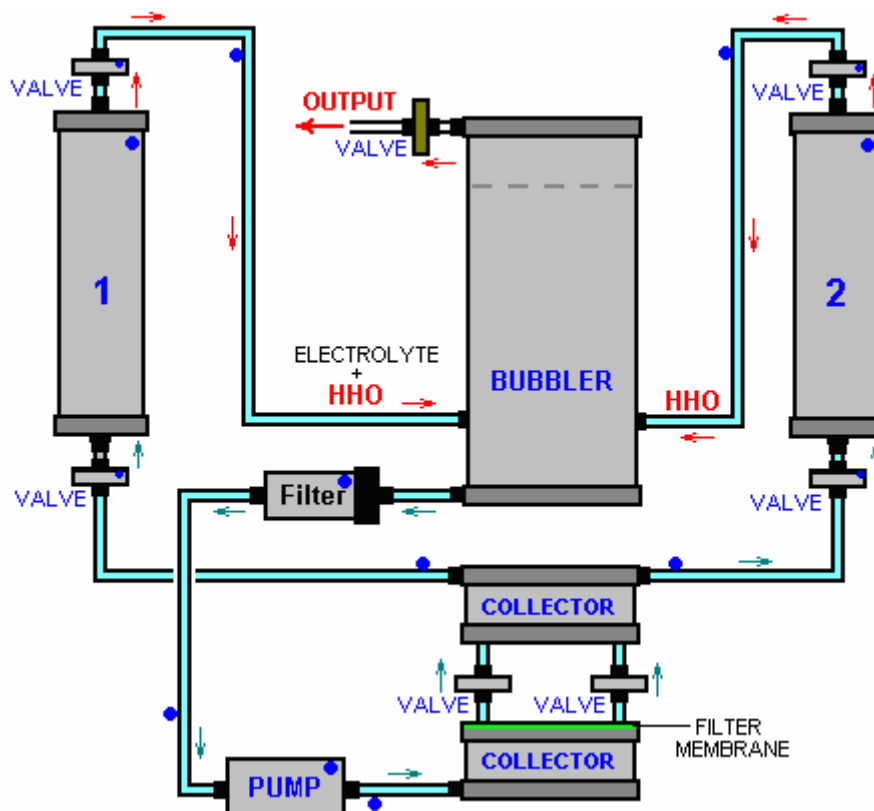 VALVE
OUTPUT
VALVE
VALVE
1
2
ELECTROLYTE
+
HHO
BUBBLER
HHO
VALVE
Filter
VALVE
COLLECTOR
VALVE
VALVE
FILTER
MEMBRANE
COLLECTOR
PUMP